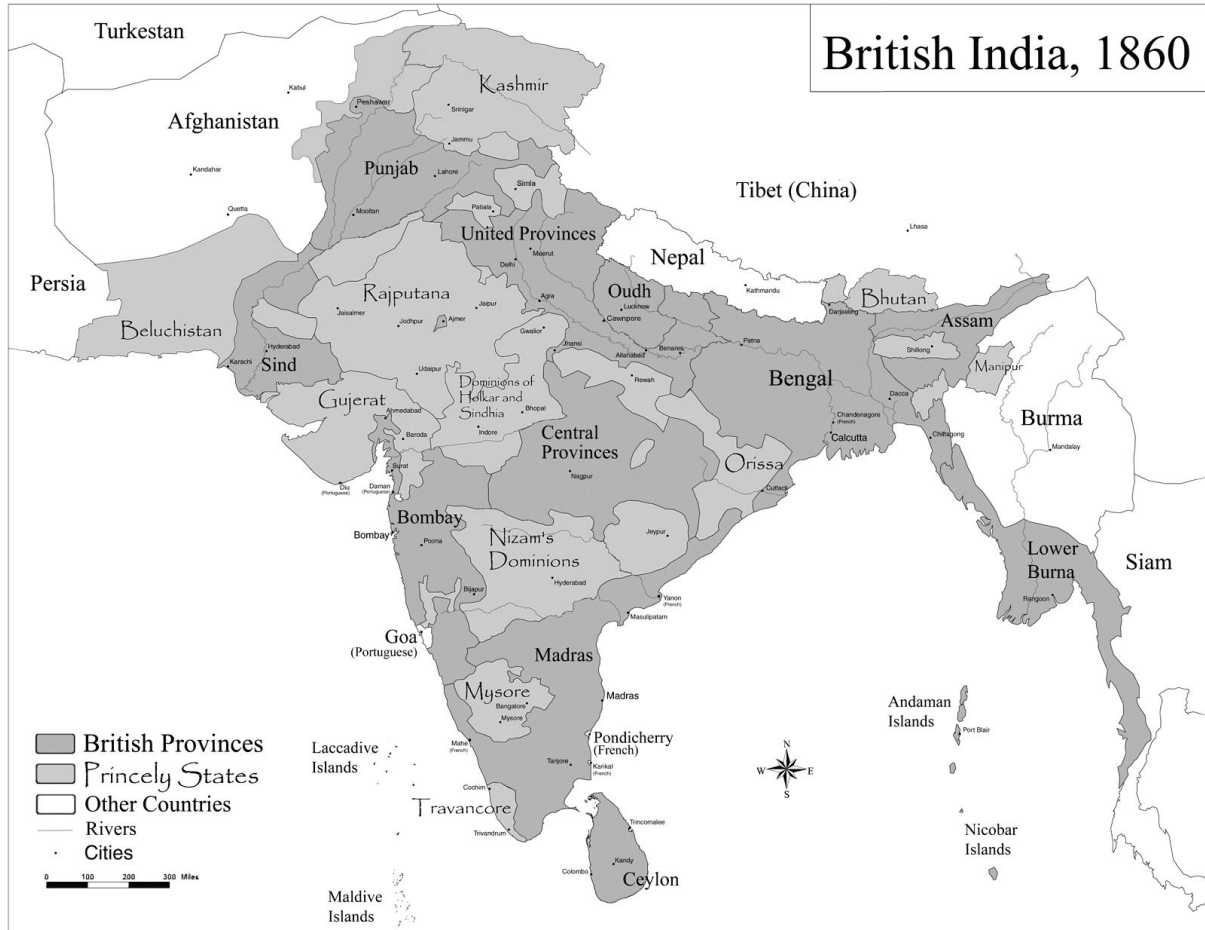 British India, 1860
Turkestan
Kashmir
Kabul
Peshawar
Srinigar
Afghanistan
Jammu
Punjab
Lahore
Kandahar
Simla
Tibet (China)
Patiala
Mooltan
Quetta
Lhasa
United Provinces
Meerut
Nepal
Delhi
Persia
Kathmandu
Oudh
Bhutan
Rajputana
Agra
Lucknow
Jaisalmer
Jaipur
Darjeeling
Cawnpore
Assam
Jodhpur
Ajmer
Beluchistan
Gwalior
Hyderabad
Jhansi
Allanabad
Benares
Patna
Shillong
Karachi
Sind
Manipur
Udaipur
Rewah
Bengal
Dominions of
Holkar and
Sindhia
Gujerat
Dacca
Ahmedabad
Bhopal
Chandenagore
(French)
Burma
Indore
Central
Provinces
Calcutta
Chittagong
Baroda
Mandalay
Orissa
Surat
Nagpur
Diu
(Portuguese)
Daman
(Portuguese)
Cuttack
Bombay
Bombay
Nizam's
Dominions
Jeypur
Poona
Lower
Burna
Siam
Hyderabad
Bijapur
Yanon
(French)
Rangoon
Masulipatam
Goa
(Portuguese)
Madras
Mysore
Bangalore
Madras
Andaman
Islands
Mysore
Port Blair
British Provinces
Princely States
Other Countries
Rivers
Cities
0 100 200 300 Miles
Laccadive
Islands
Mahe
(French)
Pondicherry
(French)
Tanjore
Karikal
(French)
N
W E
S
Cochim
Travancore
Trivandrum
Trincomalee
Nicobar
Islands
Kandy
Colombo
Ceylon
Maldive
Islands